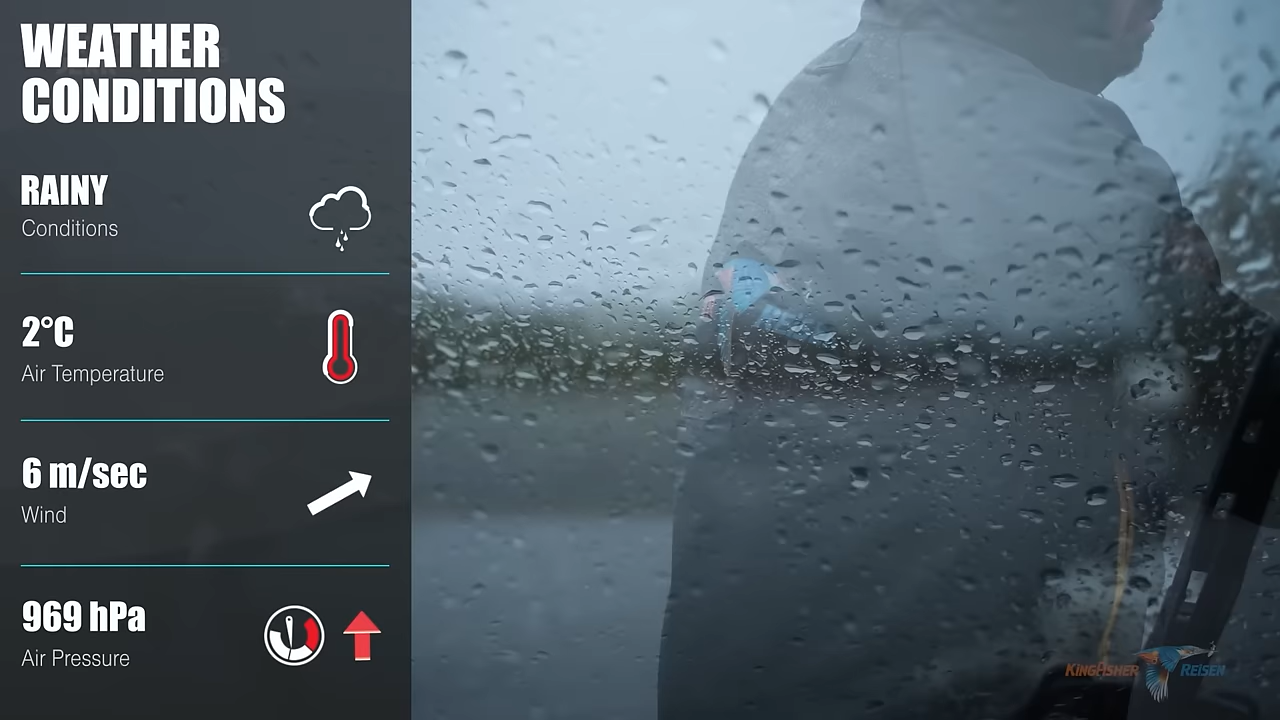 WEATHER
CONDITIONS
RAINY
Conditions
2°C
Air Temperature
6 m/sec
Wind
969 hPa
Air Pressure
KINGFISHER REISEN